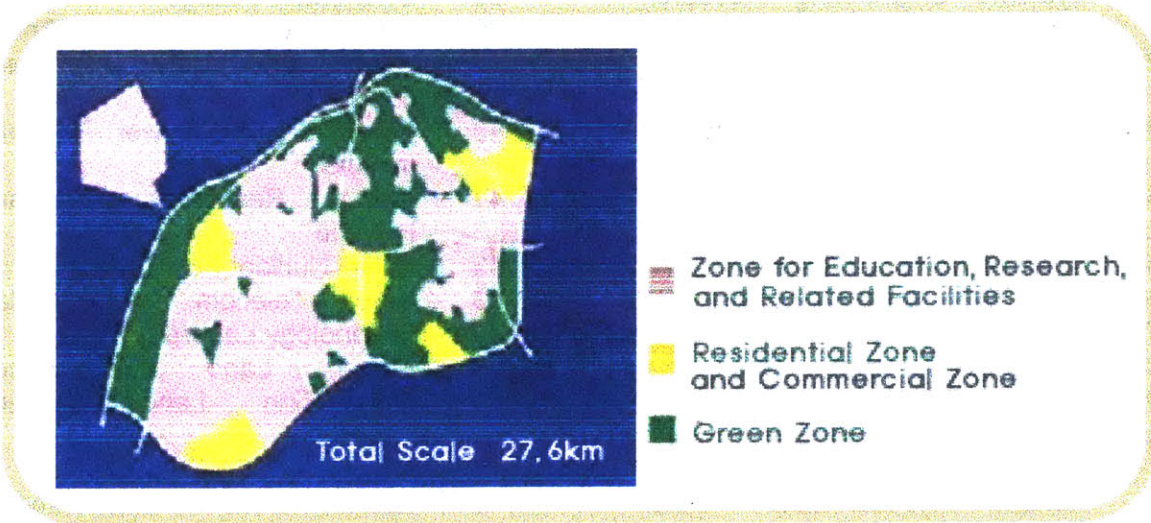 Zone for Education, Research,
and Related Facilities
Residential Zone
and Commercial Zone
Total Scale 27,6km
Green Zone